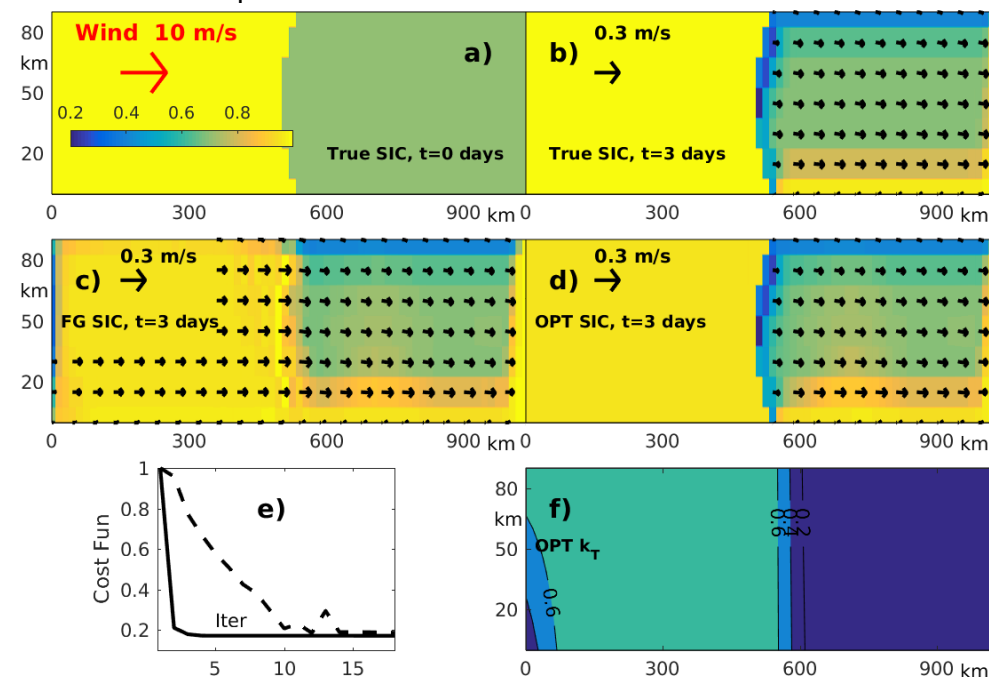 80
km
50
20
Wind 10 m/s
a)
0.2 0.4 0.6 0.8
True SIC, t=0 days
0.3 m/s
b)
True SIC, t=3 days
0 300 600 900 km
0 300 600 900 km
80
km
50
20
0.3 m/s
c)
FG SIC, t=3 days
0.3 m/s
d)
OPT SIC, t=3 days
0 300 600 900 km
300 600 900 km
1
0.8
0.6
0.4
0.2
Cost Fun
e)
Iter
5 10 15
80
km
50
20
f)
OPT k_T
0.6
0.6
0.4
0.2
0 300 600 900 km